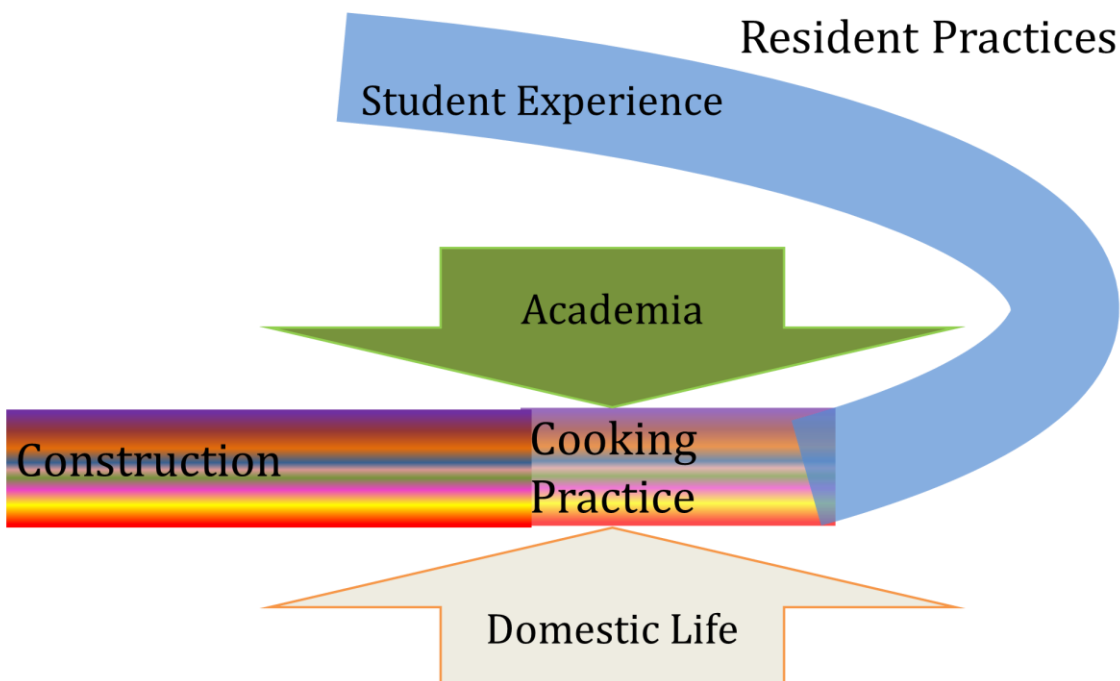 Resident Practices
Student Experience
Academia
Construction
Cooking
Practice
Domestic Life